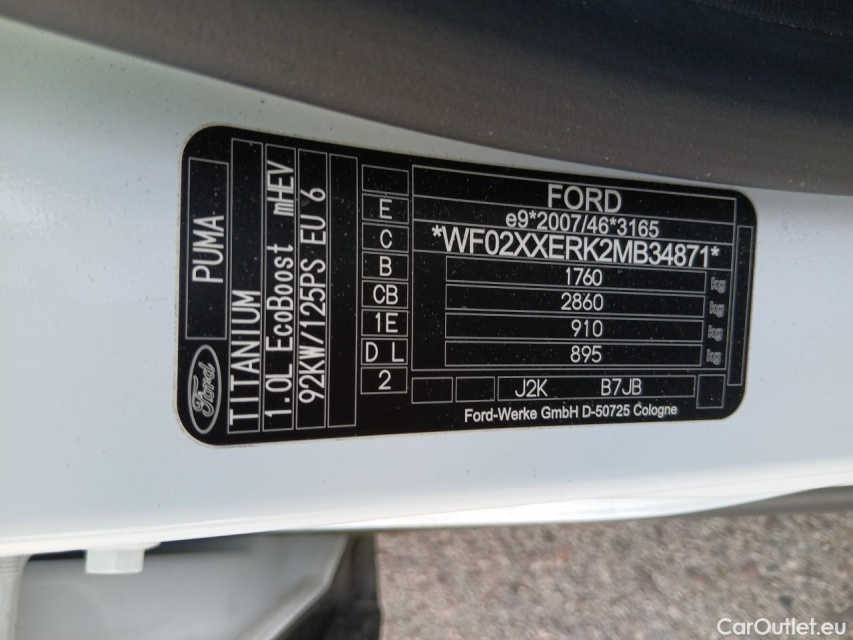 PUMA
Ford
TITANIUM
1.0L EcoBoost mHEV
92KW/125PS EU 6
E
C
B
CB
1E
D L
2
FORD
e9*2007/46*3165
*WF02XXERK2MB34871*
1760 kg
2860 kg
910 kg
895 kg
J2K B7JB
Ford-Werke GmbH D-50725 Cologne
CarOutlet.eu